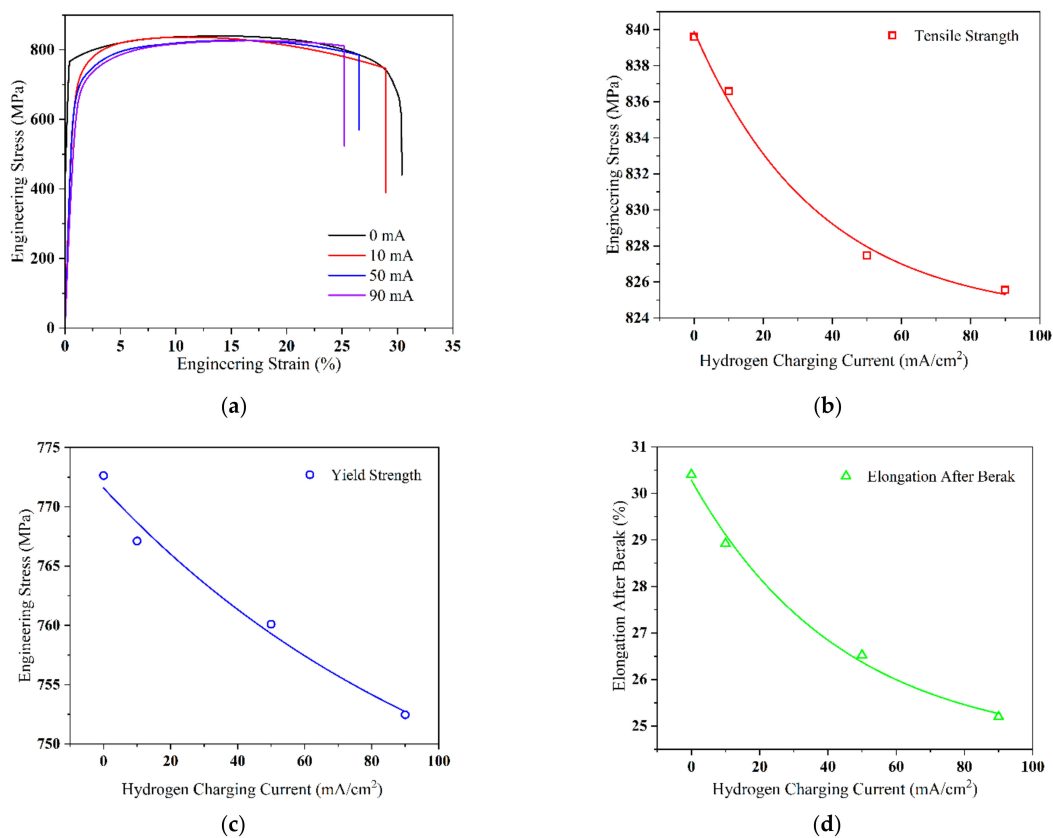 Engineering Stress (MPa)
800
600
400
200
0
0 mA
10 mA
50 mA
90 mA
0 5 10 15 20 25 30 35
Engineering Strain (%)
(a)
Engineering Stress (MPa)
840
838
836
834
832
830
828
826
824
Tensile Strangth
0 20 40 60 80 100
Hydrogen Charging Current (mA/cm²)
(b)
Engineering Stress (MPa)
775
770
765
760
755
750
Yield Strength
0 20 40 60 80 100
Hydrogen Charging Current (mA/cm²)
(c)
Elongation After Berak (%)
31
30
29
28
27
26
25
Elongation After Berak
0 20 40 60 80 100
Hydrogen Charging Current (mA/cm²)
(d)